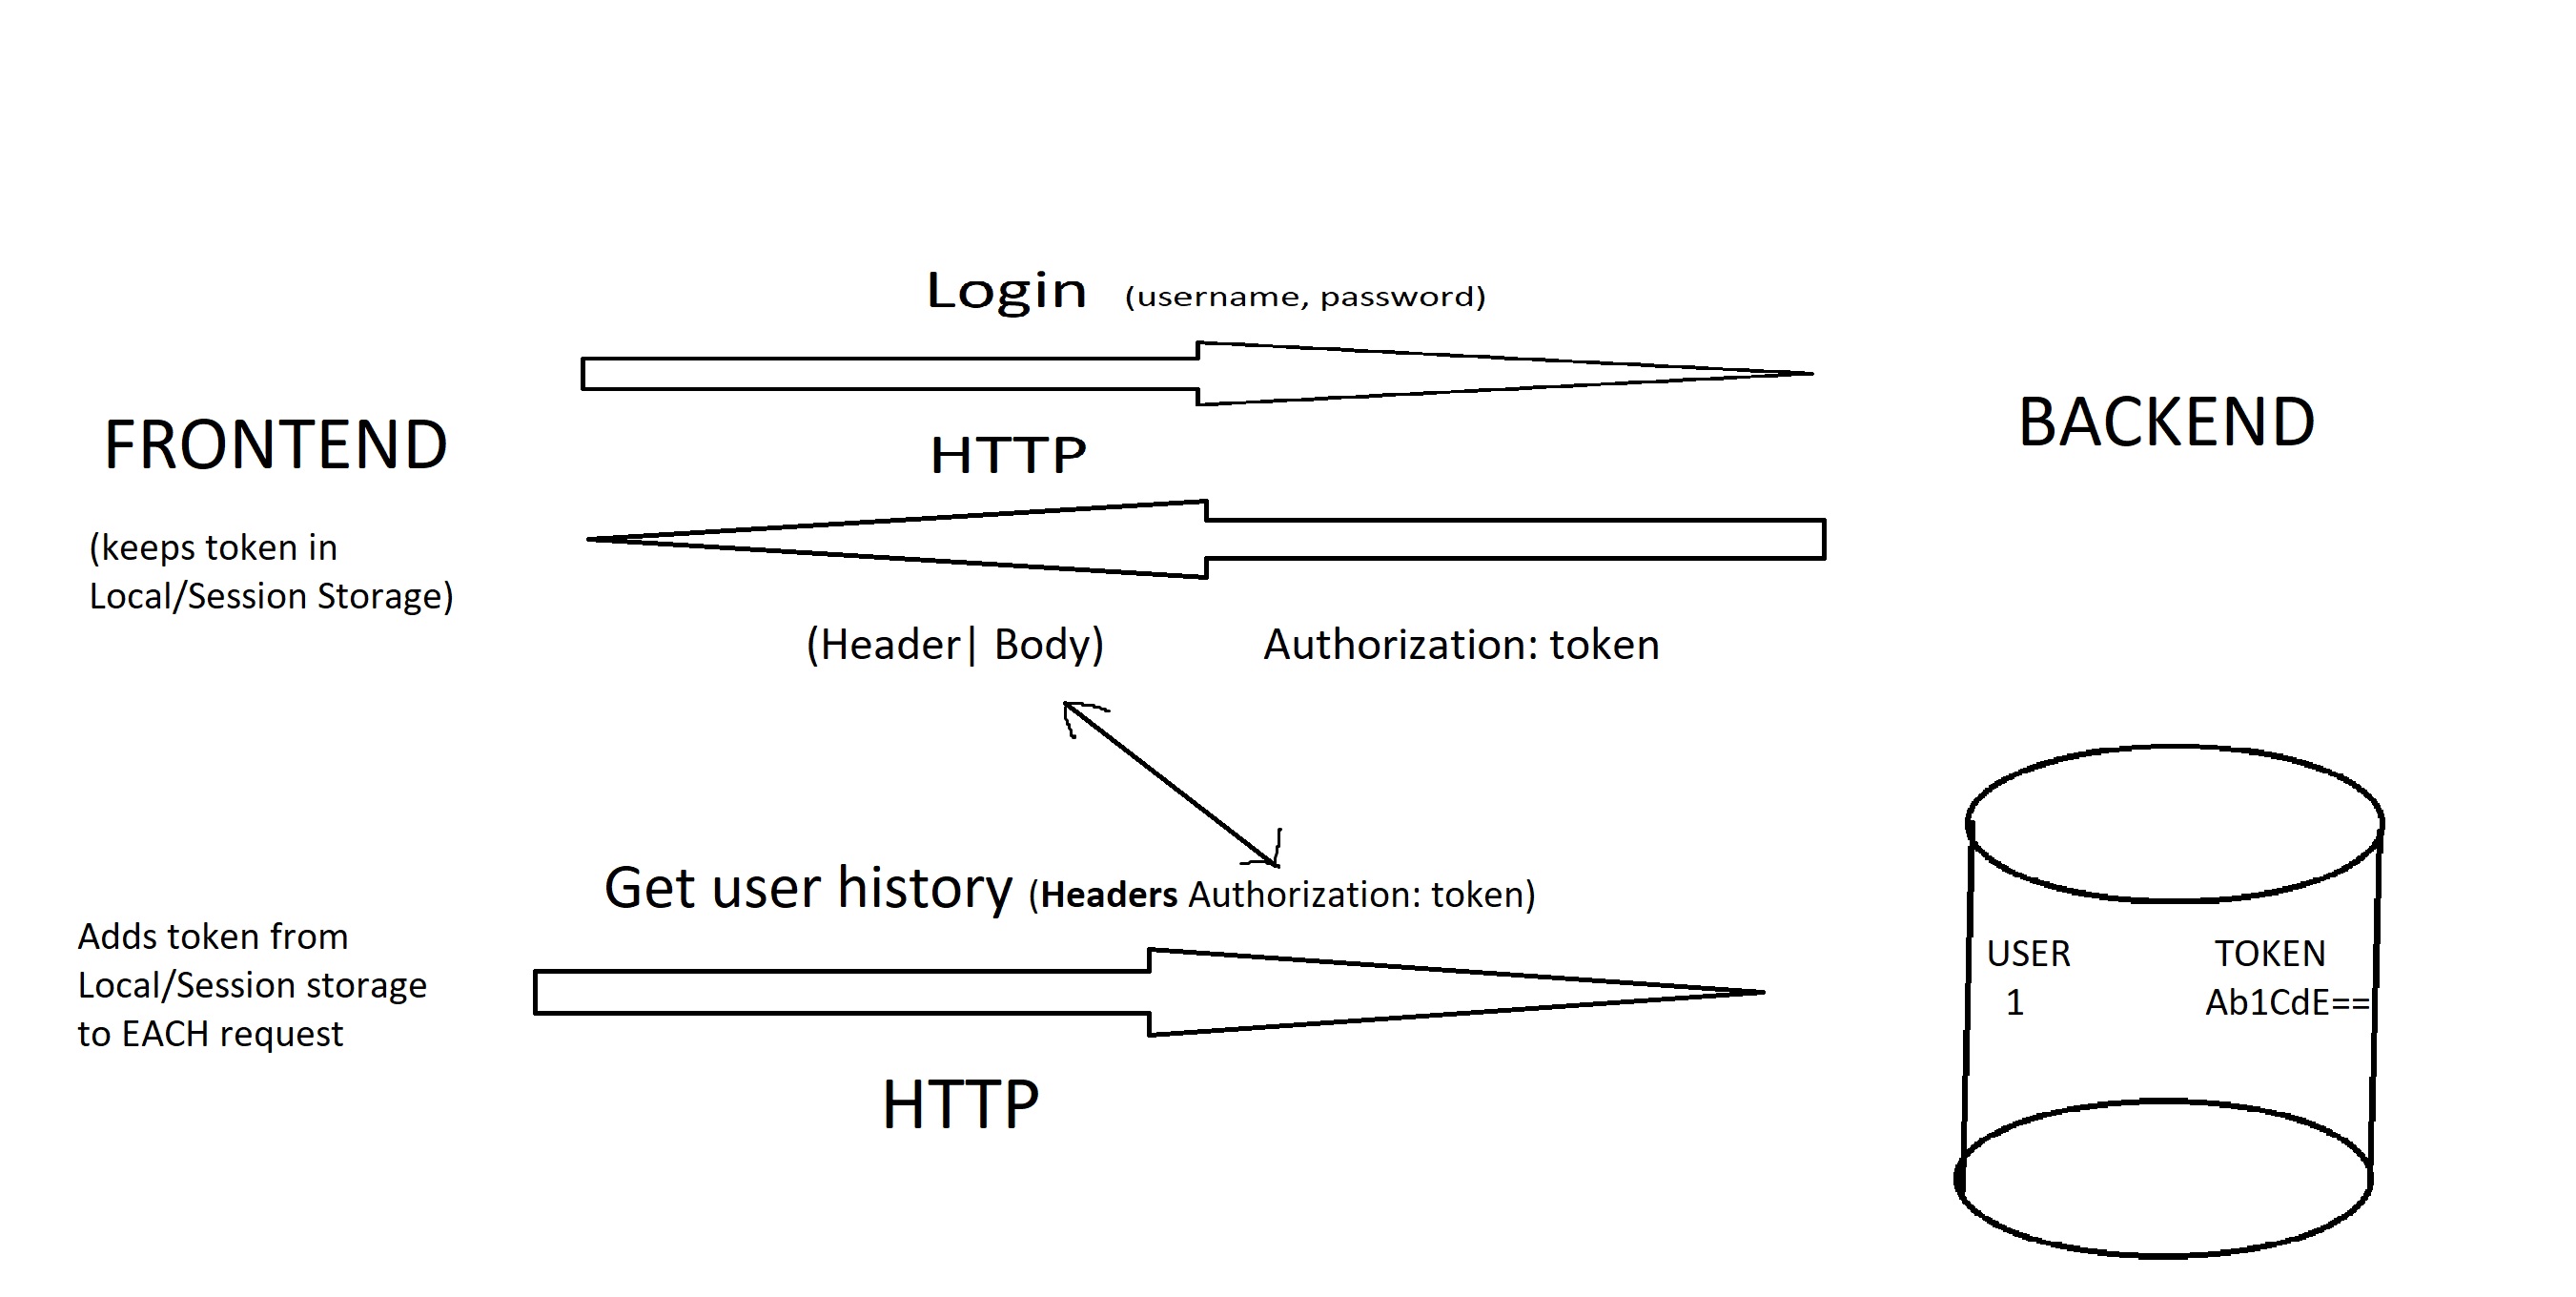 Login (username, password)
FRONTEND
HTTP
BACKEND
(keeps token in
Local/Session Storage)
(Header| Body)
Authorization: token
Get user history (Headers Authorization: token)
Adds token from
Local/Session storage
to EACH request
HTTP
USER TOKEN
1 Ab1CdE==